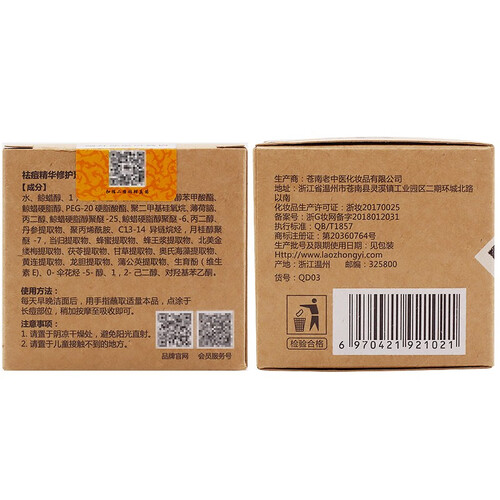 祛痘精华修护
【成分】
水、鲸蜡醇、1
醇苯甲酸酯、
鲸蜡硬脂醇、PEG-20 硬脂酸酯、聚二甲基硅氧烷、薄荷脑、
丙二醇、鲸蜡硬脂醇聚醚-25、鲸蜡硬脂醇聚醚-6、丙二醇、
丹参提取物、聚丙烯酰胺、C13-14 异链烷烃、月桂醇聚
醚 -7 、当归提取物、蜂蜜提取物、蜂王浆提取物、北美金
缕梅提取物、茯苓提取物、甘草提取物、奥氏海藻提取物、
黄连提取物、龙胆提取物、蒲公英提取物、生育酚（维生
素 E）、0- 伞花烃 -5- 醇、1，2- 己二醇、对羟基苯乙酮。
使用方法：
每天早晚洁面后，用手指蘸取适量本品，点涂于
长痘部位，稍加按摩至吸收即可。
注意事项：
1. 请置于阴凉干燥处，避免阳光直射。
2. 请置于儿童接触不到的地方。
品牌官网
会员服务号
生产商：苍南老中医化妆品有限公司
地址：浙江省温州市苍南县灵溪镇工业园区二期环城北路
以南
化妆品生产许可证：浙妆20170025
备案号：浙G妆网备字2018012031
执行标准：QB/T1857
商标注册证：第20360764号
生产批号及限期使用日期：见包装
Http://www.laozhongyi.com
产地：浙江温州 邮编：325800
货号：QD03
检验合格
6 970421 921021